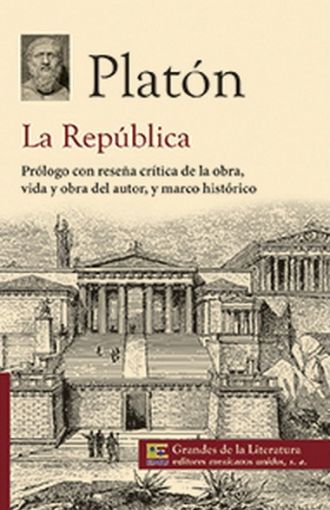 Platón
La República
Prólogo con reseña crítica de la obra,
vida y obra del autor, y marco histórico
Grandes de la Literatura
editores mexicanos unidos, s. a.